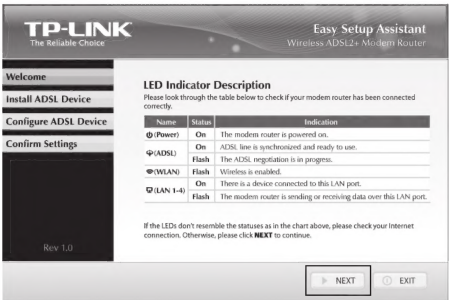 TP-LINK
The Reliable Choice
Easy Setup Assistant
Wireless ADSL2+ Modem Router
Welcome
Install ADSL Device
Configure ADSL Device
Confirm Settings
Rev 1.0
LED Indicator Description
Please look through the table below to check if your modem router has been connected
correctly.
Name Status Indication
(Power) On The modem router is powered on.
(ADSL) On ADSL line is synchronized and ready to use.
Flash The ADSL negotiation is in progress.
(WLAN) Flash Wireless is enabled.
(LAN 1-4) On There is a device connected to this LAN port.
Flash The modem router is sending or receiving data over this LAN port.
If the LEDs don't resemble the statuses as in the chart above, please check your Internet
connection. Otherwise, please click NEXT to continue.
NEXT
EXIT